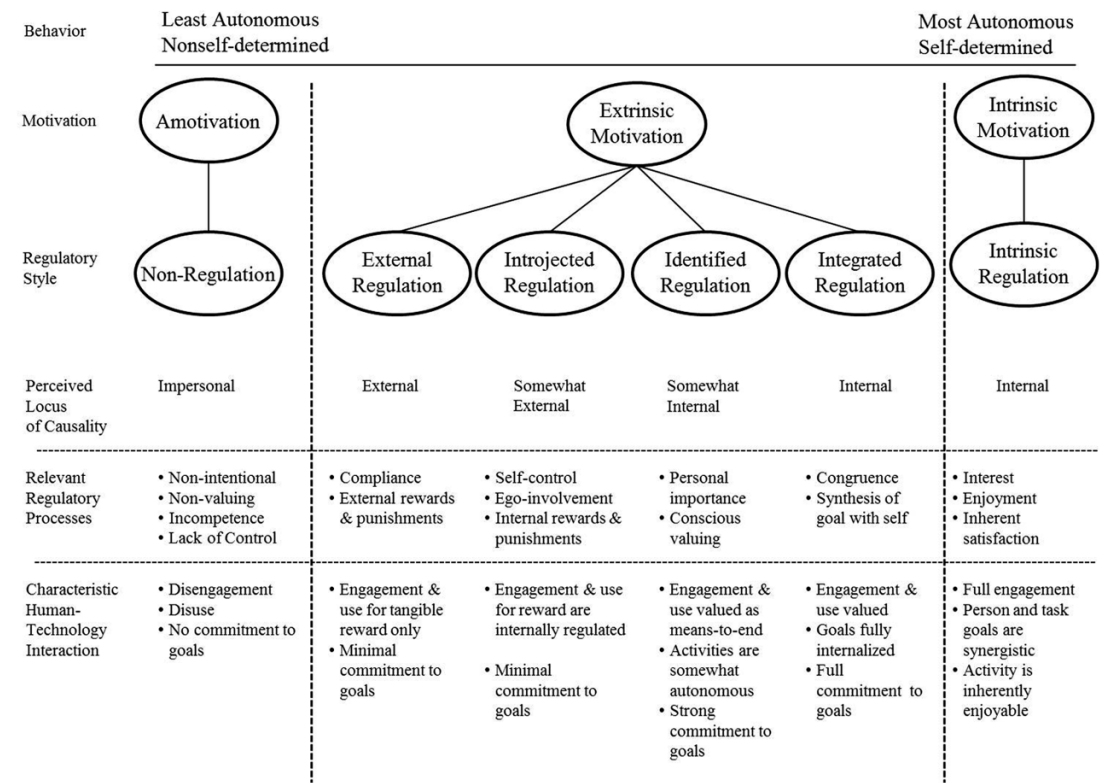 Behavior
Least Autonomous
Nonself-determined
Most Autonomous
Self-determined
Motivation
Amotivation
Extrinsic
Motivation
Intrinsic
Motivation
Regulatory
Style
Non-Regulation
External
Regulation
Introjected
Regulation
Identified
Regulation
Integrated
Regulation
Intrinsic
Regulation
Perceived
Locus
of Causality
Impersonal
External
Somewhat
External
Somewhat
Internal
Internal
Internal
Relevant
Regulatory
Processes
• Non-intentional
• Non-valuing
• Incompetence
• Lack of Control
• Compliance
• External rewards
& punishments
• Self-control
• Ego-involvement
• Internal rewards &
punishments
• Personal
importance
• Conscious
valuing
• Congruence
• Synthesis of
goal with self
• Interest
• Enjoyment
• Inherent
satisfaction
Characteristic
Human-
Technology
Interaction
• Disengagement
• Disuse
• No commitment to
goals
• Engagement &
use for tangible
reward only
• Minimal
commitment to
goals
• Engagement & use
for reward are
internally regulated
• Minimal
commitment to
goals
• Engagement &
use valued as
means-to-end
• Activities are
somewhat
autonomous
• Strong
commitment to
goals
• Engagement &
use valued
• Goals fully
internalized
• Full
commitment to
goals
• Full engagement
• Person and task
goals are
synergistic
• Activity is
inherently
enjoyable